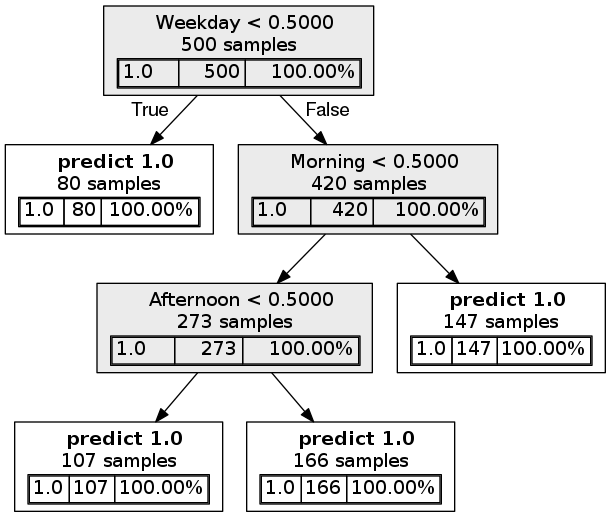 Weekday < 0.5000
500 samples
1.0 500 100.00%
True
False
predict 1.0
80 samples
1.0 80 100.00%
Morning < 0.5000
420 samples
1.0 420 100.00%
Afternoon < 0.5000
273 samples
1.0 273 100.00%
predict 1.0
147 samples
1.0 147 100.00%
predict 1.0
107 samples
1.0 107 100.00%
predict 1.0
166 samples
1.0 166 100.00%